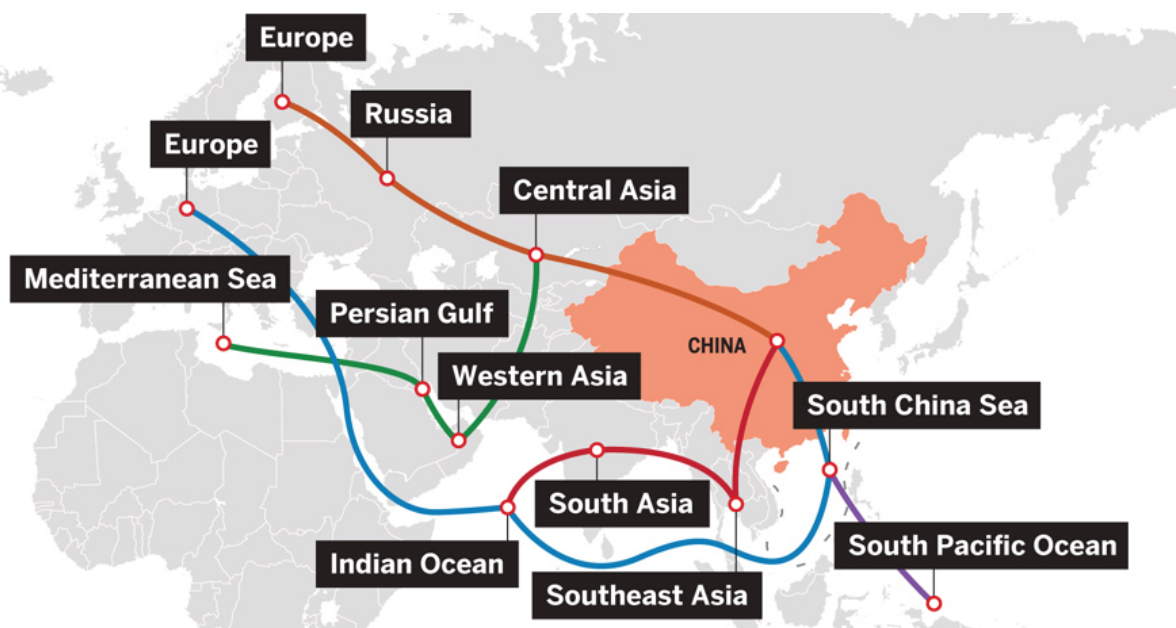 Europe
Russia
Europe
Central Asia
Mediterranean Sea
Persian Gulf
CHINA
Western Asia
South China Sea
South Asia
South Pacific Ocean
Indian Ocean
Southeast Asia